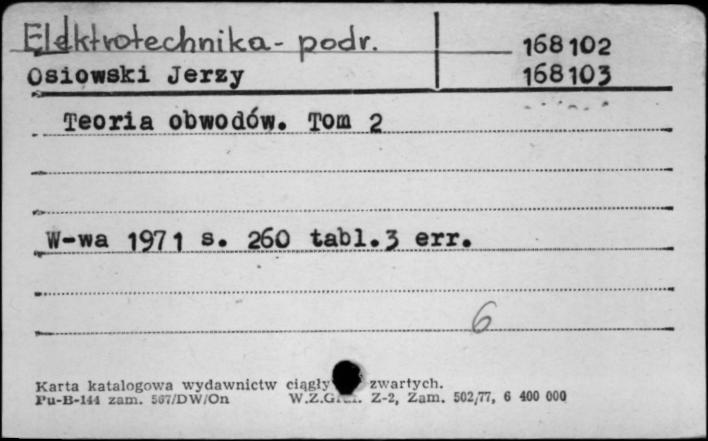 Elektrotechnika - podr. 168102
Osiowski Jerzy 168103
Teoria obwodów. Tom 2
W-wa 1971 s. 260 tabl.3 err.
6
Karta katalogowa wydawnictw zwartych.
Pu-B-144 zam. 567/DW/On Z-2, Zam. 502/77, 6 400 000